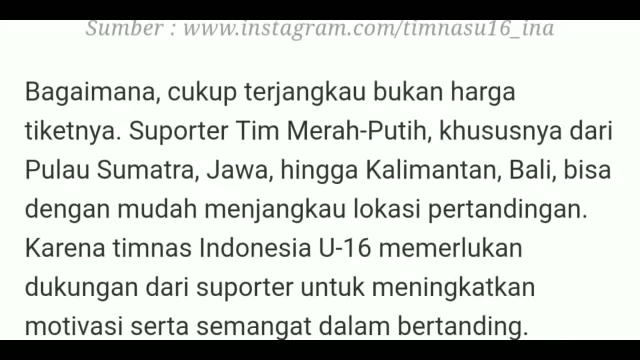 Sumber : www.instagram.com/timnasu16_ina
Bagaimana, cukup terjangkau bukan harga
tiketnya. Suporter Tim Merah-Putih, khususnya dari
Pulau Sumatra, Jawa, hingga Kalimantan, Bali, bisa
dengan mudah menjangkau lokasi pertandingan.
Karena timnas Indonesia U-16 memerlukan
dukungan dari suporter untuk meningkatkan
motivasi serta semangat dalam bertanding.